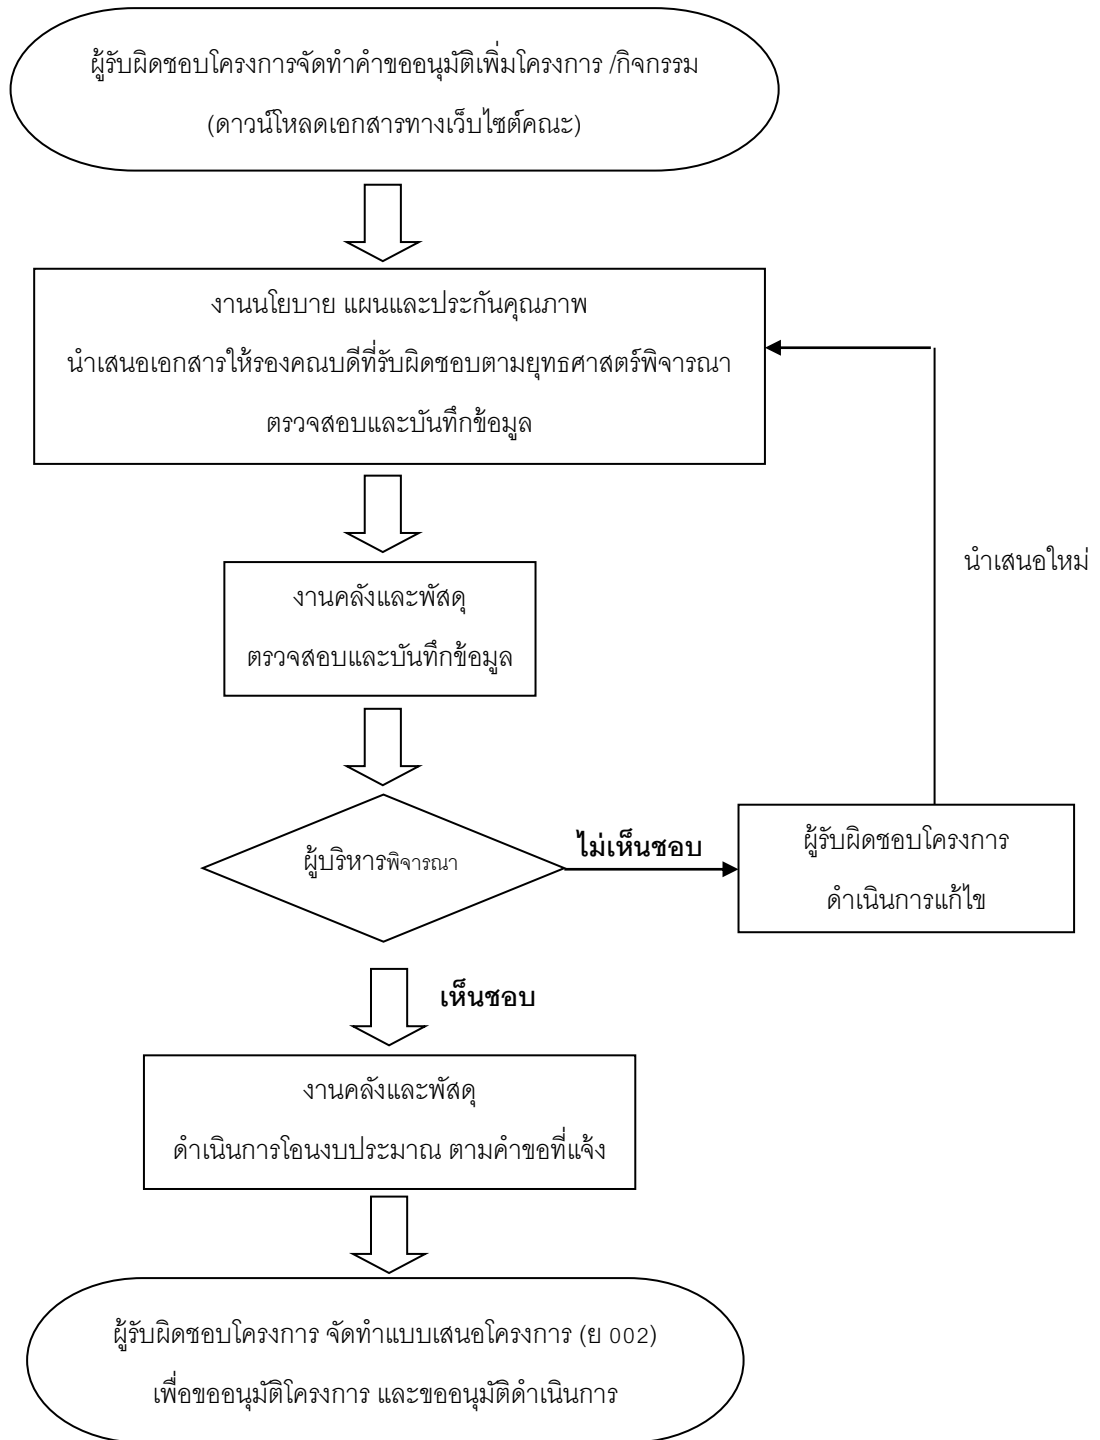 ผู้รับผิดชอบโครงการจัดทำคำขออนุมัติเพิ่มโครงการ /กิจกรรม
(ดาวน์โหลดเอกสารทางเว็บไซต์คณะ)
งานนโยบาย แผนและประกันคุณภาพ
นำเสนอเอกสารให้รองคณบดีที่รับผิดชอบตามยุทธศาสตร์พิจารณา
ตรวจสอบและบันทึกข้อมูล
นำเสนอใหม่
งานคลังและพัสดุ
ตรวจสอบและบันทึกข้อมูล
ผู้บริหารพิจารณา
ไม่เห็นชอบ
ผู้รับผิดชอบโครงการ
ดำเนินการแก้ไข
เห็นชอบ
งานคลังและพัสดุ
ดำเนินการโอนงบประมาณ ตามคำขอที่แจ้ง
ผู้รับผิดชอบโครงการ จัดทำแบบเสนอโครงการ (ย 002)
เพื่อขออนุมัติโครงการ และขออนุมัติดำเนินการ